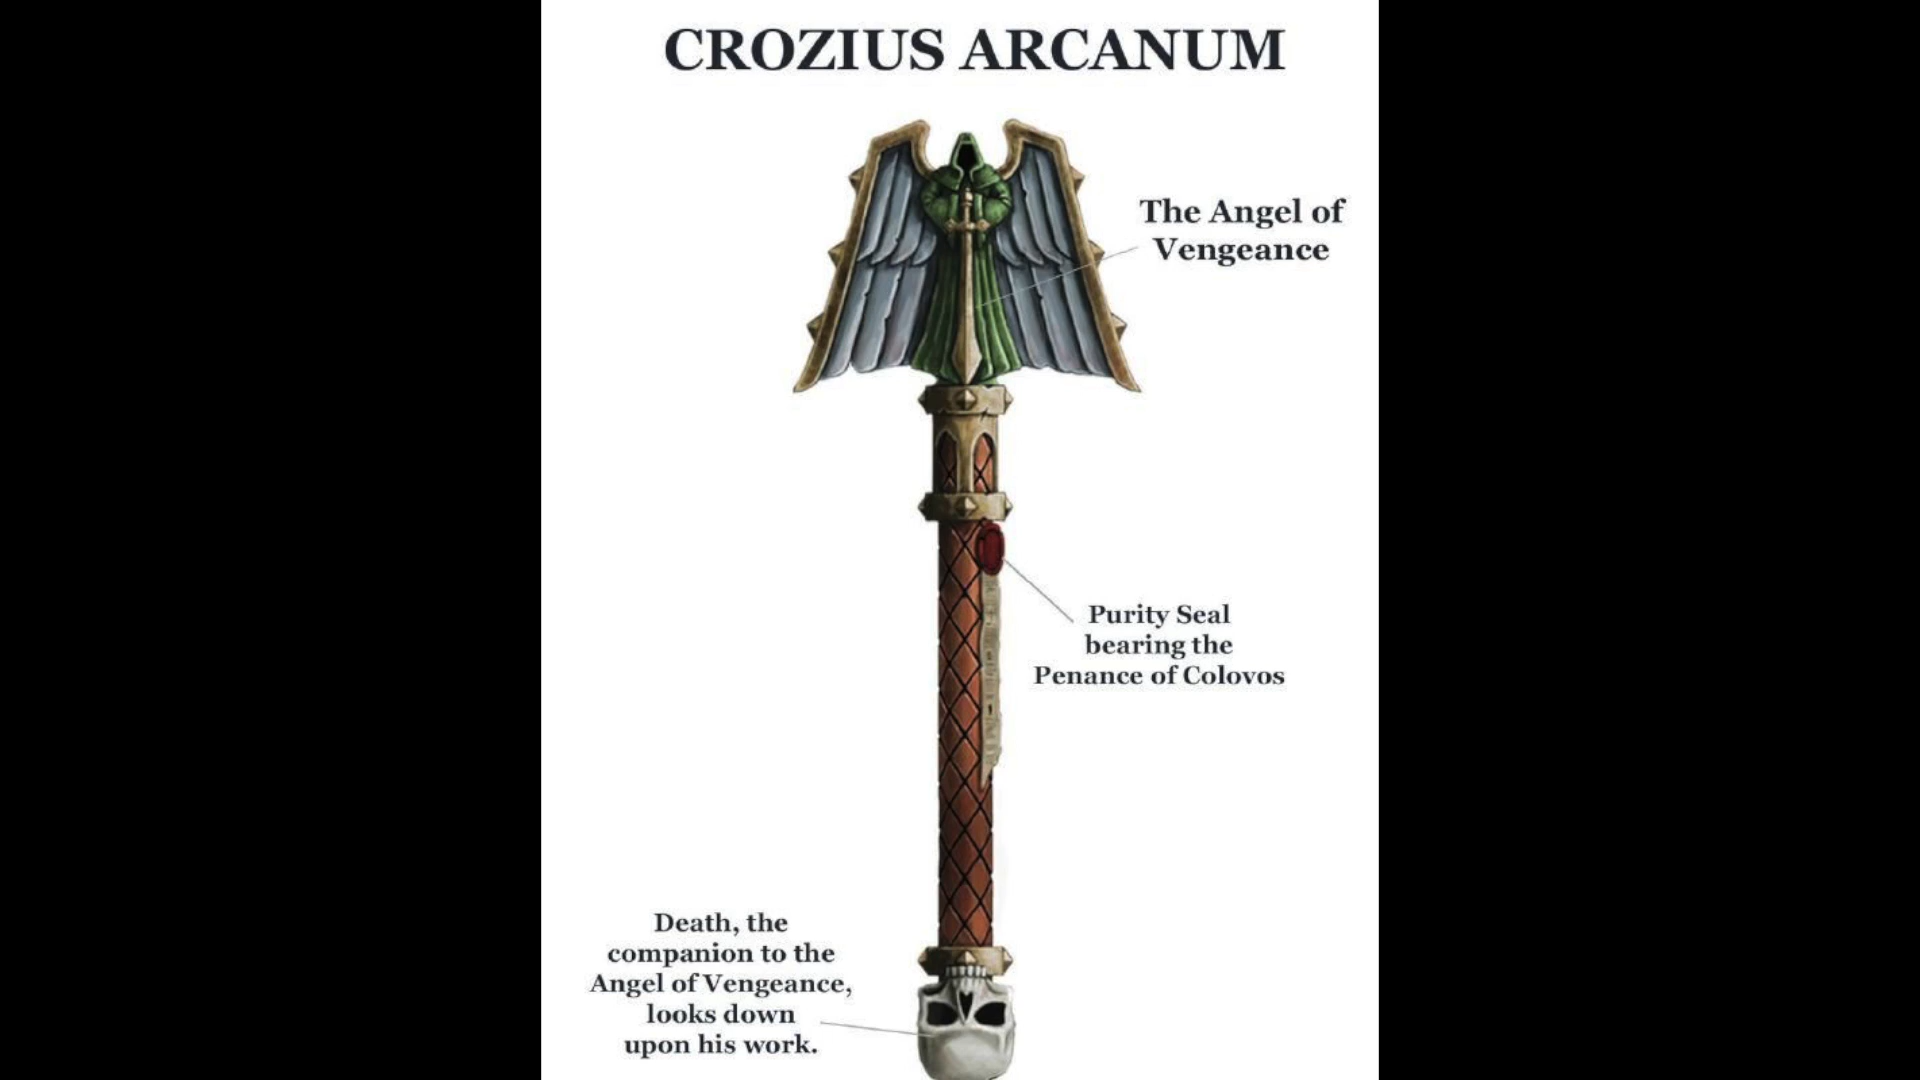 CROZIUS ARCANUM
The Angel of
Vengeance
Purity Seal
bearing the
Penance of Colovos
Death, the
companion to the
Angel of Vengeance,
looks down
upon his work.